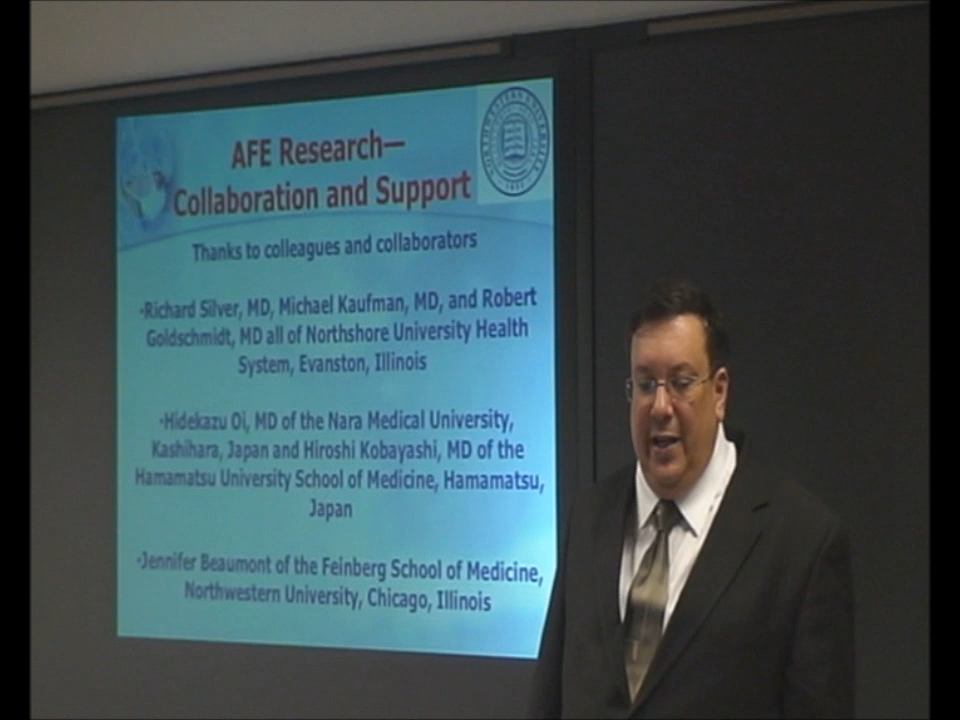 AFE Research—
Collaboration and Support
Thanks to colleagues and collaborators
•Richard Silver, MD, Michael Kaufman, MD, and Robert
Goldschmidt, MD all of Northshore University Health
System, Evanston, Illinois
•Hidekazu Oi, MD of the Nara Medical University,
Kashihara, Japan and Hiroshi Kobayashi, MD of the
Hamamatsu University School of Medicine, Hamamatsu,
Japan
•Jennifer Beaumont of the Feinberg School of Medicine,
Northwestern University, Chicago, Illinois
NORTHWESTERN UNIVERSITY
1851